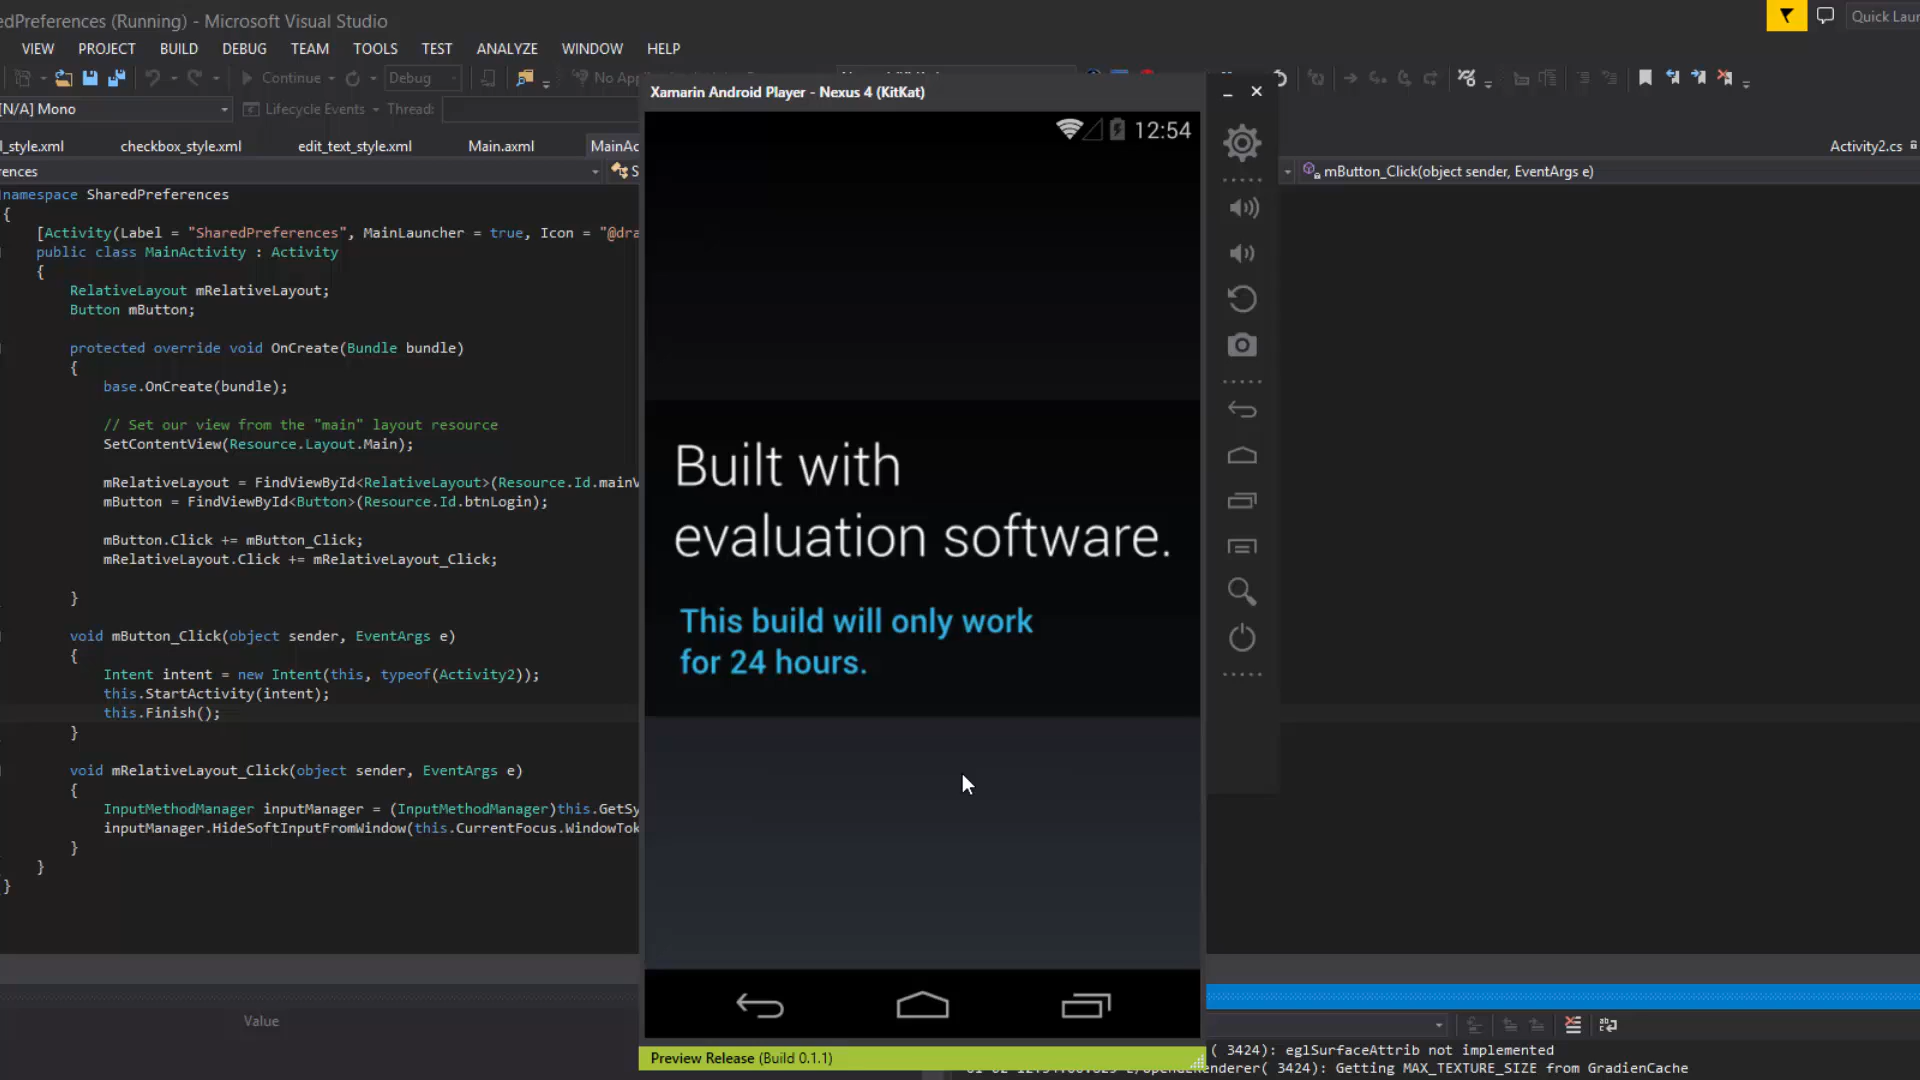 edPreferences (Running) - Microsoft Visual Studio
Quick Lau
VIEW PROJECT BUILD DEBUG TEAM TOOLS TEST ANALYZE WINDOW HELP
Continue Debug
[N/A] Mono Lifecycle Events Thread:
l_style.xml checkbox_style.xml edit_text_style.xml Main.axml MainAc
Activity2.cs
ences
mButton_Click(object sender, EventArgs e)
namespace SharedPreferences
{
[Activity(Label = "SharedPreferences", MainLauncher = true, Icon = "@dra
public class MainActivity : Activity
{
RelativeLayout mRelativeLayout;
Button mButton;
protected override void OnCreate(Bundle bundle)
{
base.OnCreate(bundle);
// Set our view from the "main" layout resource
SetContentView(Resource.Layout.Main);
mRelativeLayout = FindViewById<RelativeLayout>(Resource.Id.mainV
mButton = FindViewById<Button>(Resource.Id.btnLogin);
mButton.Click += mButton_Click;
mRelativeLayout.Click += mRelativeLayout_Click;
}
void mButton_Click(object sender, EventArgs e)
{
Intent intent = new Intent(this, typeof(Activity2));
this.StartActivity(intent);
this.Finish();
}
void mRelativeLayout_Click(object sender, EventArgs e)
{
InputMethodManager inputManager = (InputMethodManager)this.GetSy
inputManager.HideSoftInputFromWindow(this.CurrentFocus.WindowTok
}
}
}
Value
Xamarin Android Player - Nexus 4 (KitKat)
12:54
Built with
evaluation software.
This build will only work
for 24 hours.
Preview Release (Build 0.1.1)
( 3424): eglSurfaceAttrib not implemented
( 3424): Getting MAX_TEXTURE_SIZE from GradienCache